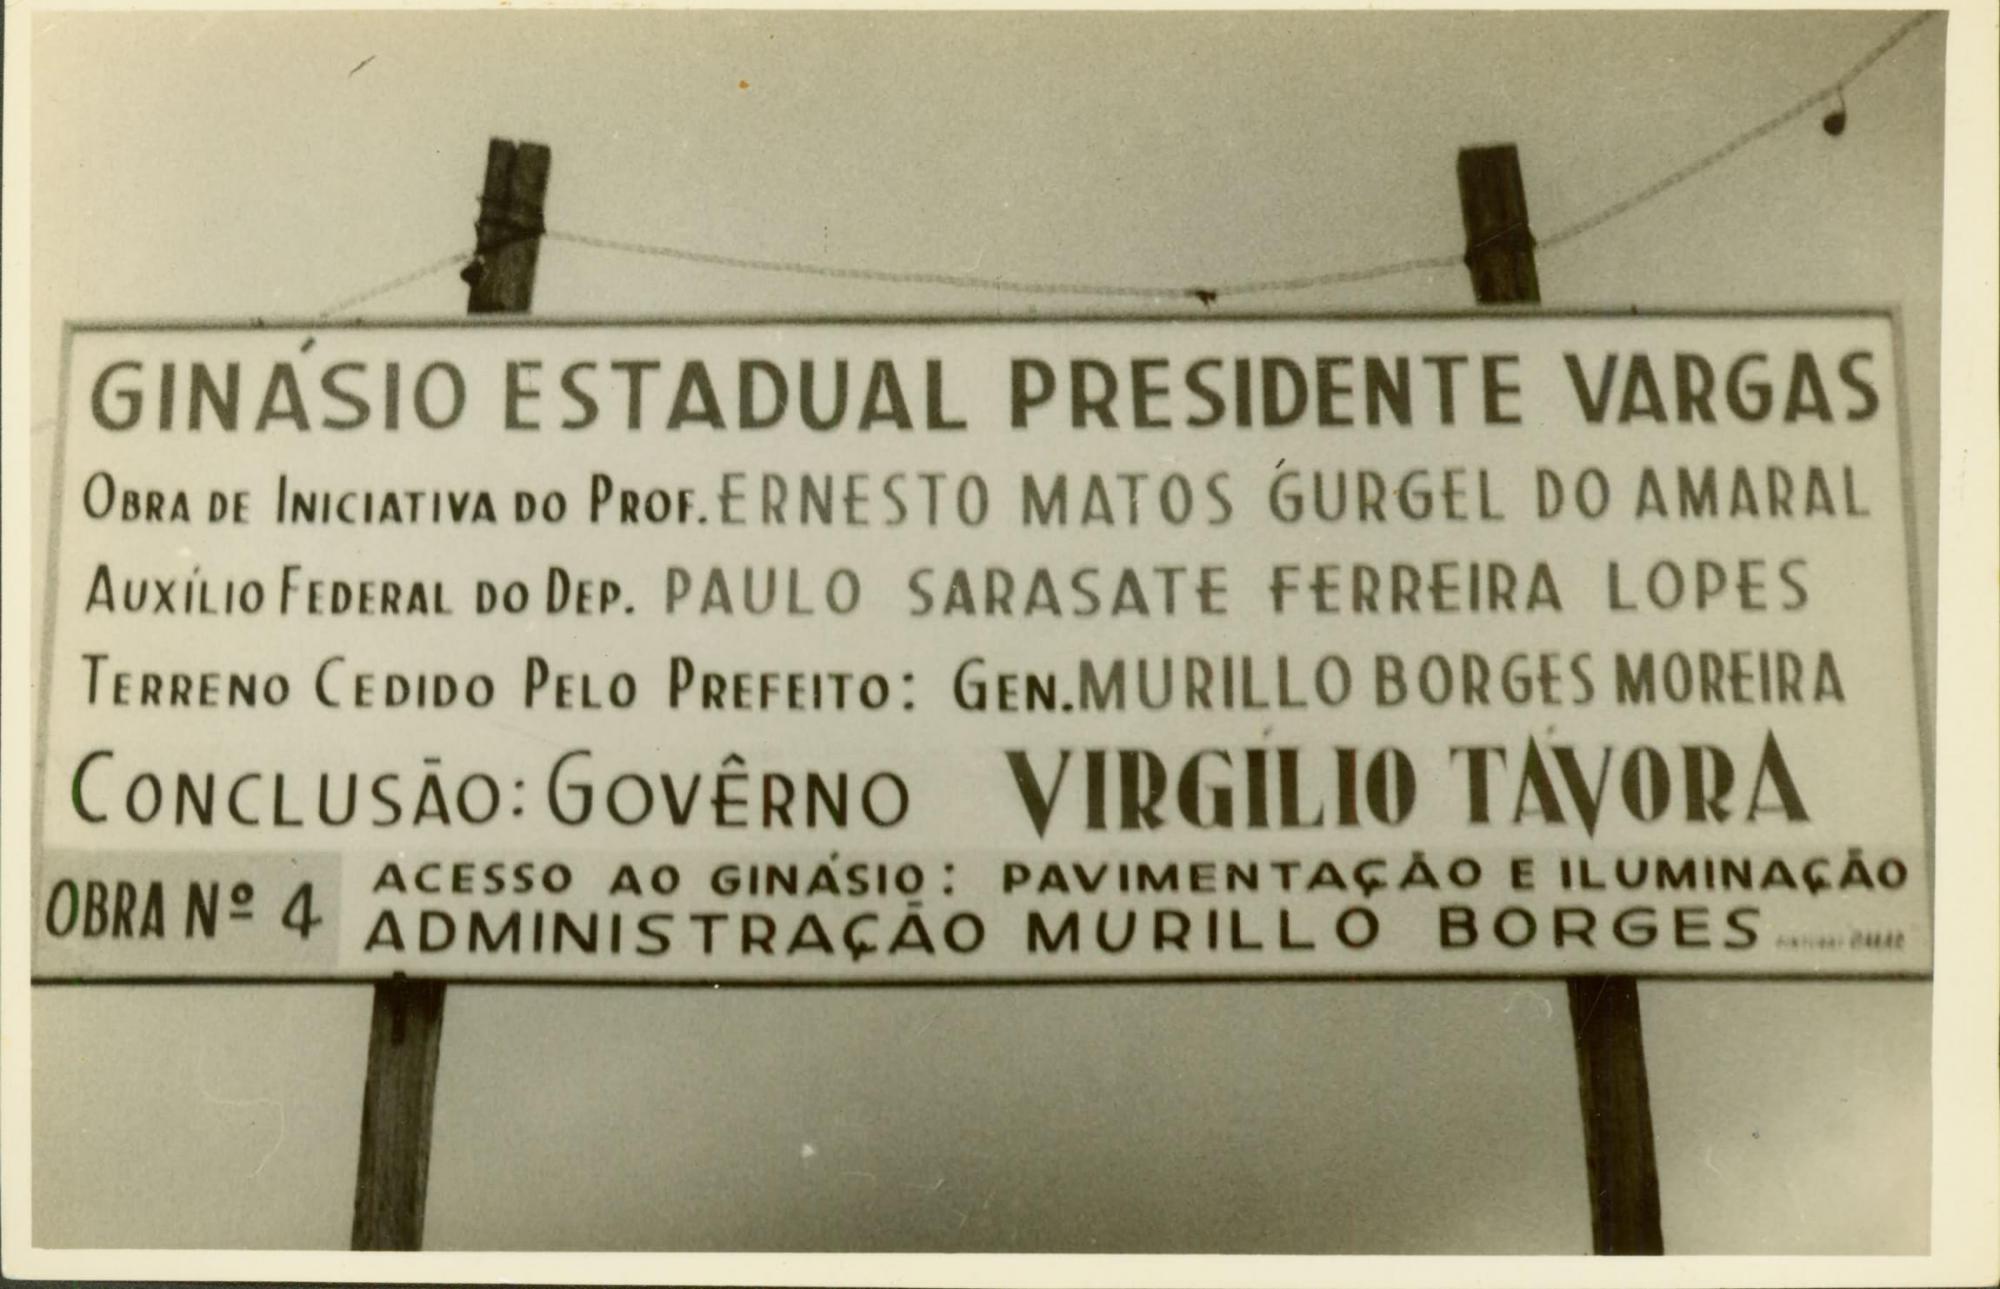 GINÁSIO ESTADUAL PRESIDENTE VARGAS
OBRA DE INICIATIVA DO PROF. ERNESTO MATOS GURGEL DO AMARAL
AUXÍLIO FEDERAL DO DEP. PAULO SARASATE FERREIRA LOPES
TERRENO CEDIDO PELO PREFEITO: GEN. MURILLO BORGES MOREIRA
CONCLUSÃO: GOVÊRNO VIRGÍLIO TÁVORA
OBRA Nº 4
ACESSO AO GINÁSIO: PAVIMENTAÇÃO E ILUMINAÇÃO
ADMINISTRAÇÃO MURILLO BORGES